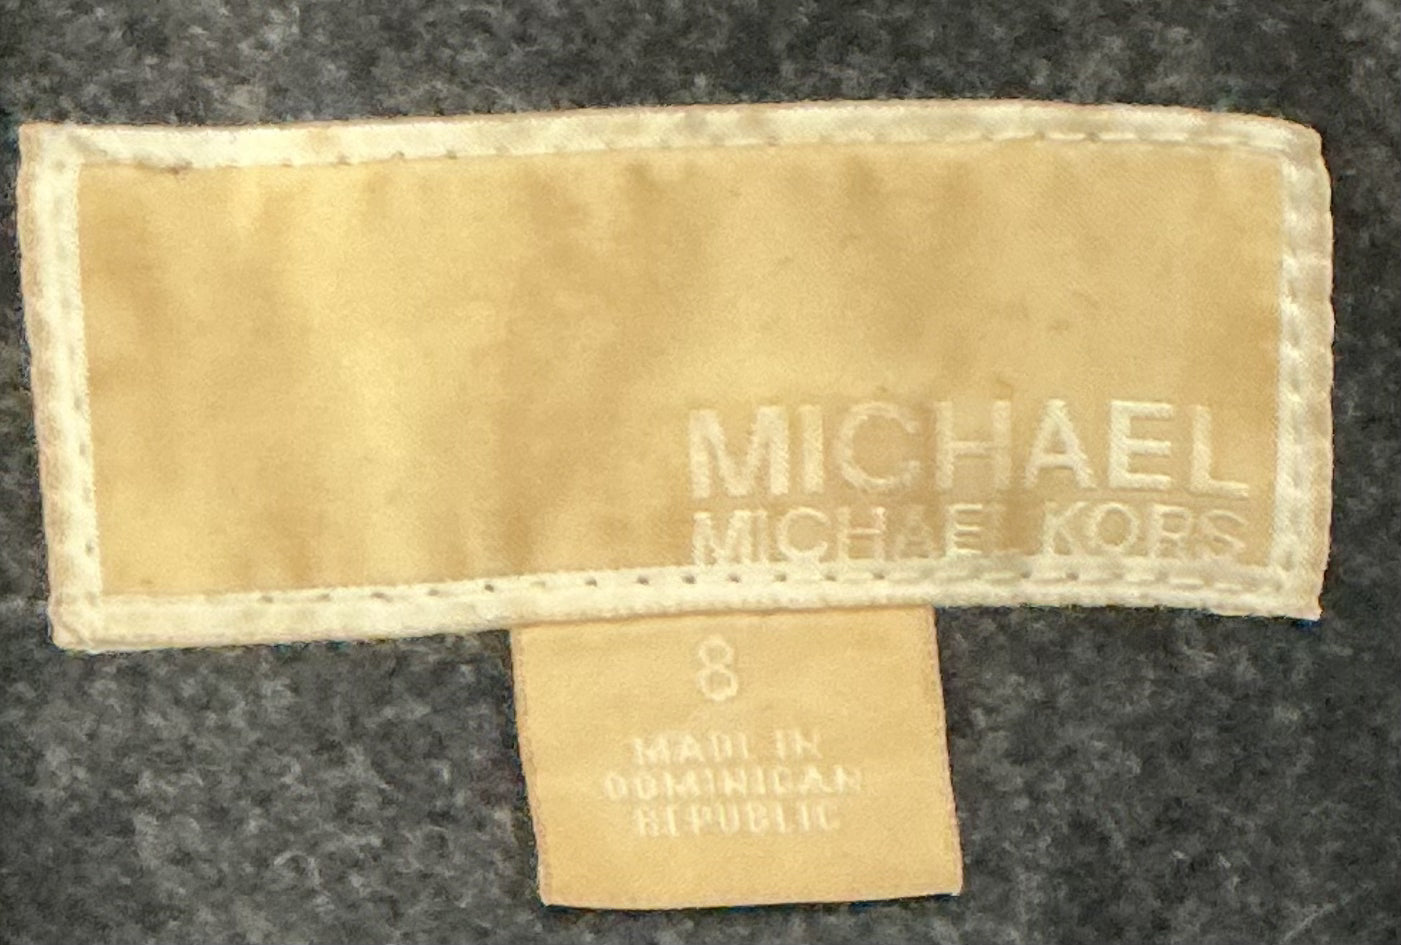 MICHAEL
MICHAEL KORS
8
MADE IN
DOMINICAN
REPUBLIC